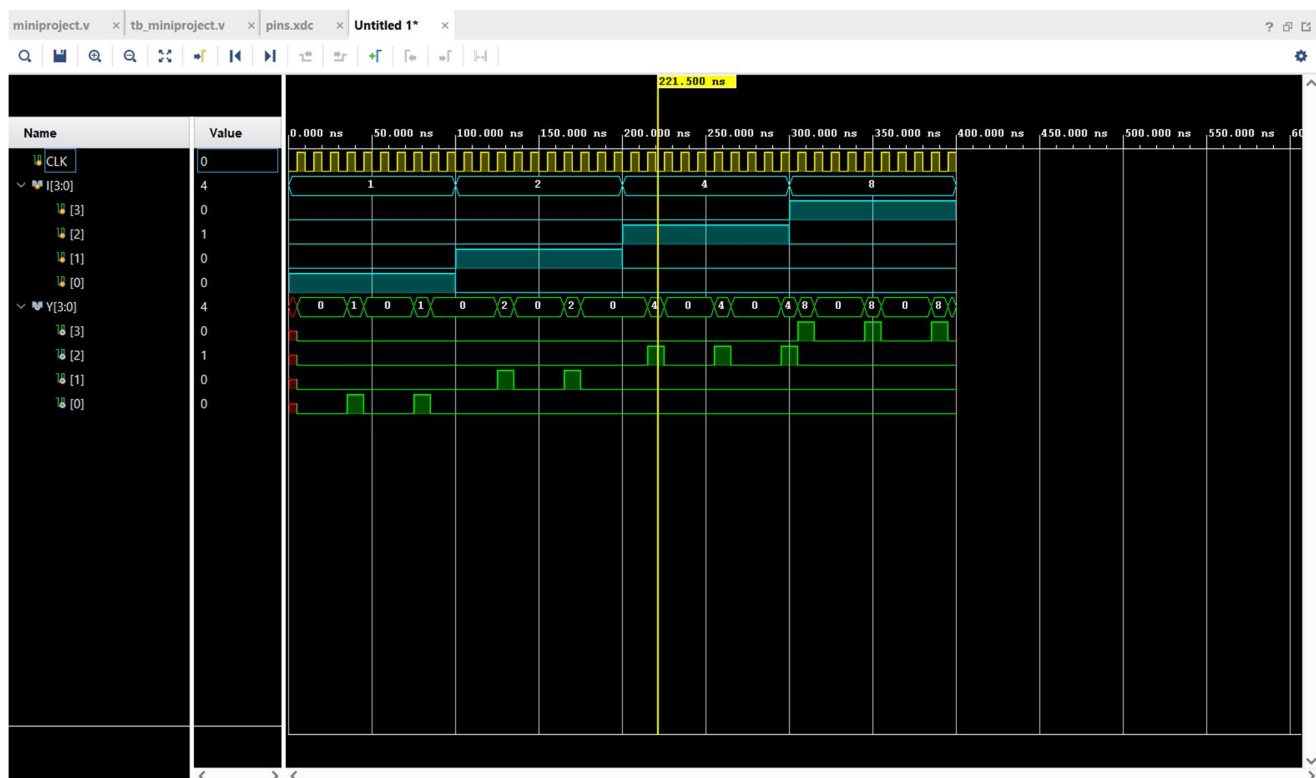 miniproject.v × tb_miniproject.v × pins.xdc × Untitled 1* ×
?
221.500 ns
Name Value
0.000 ns 50.000 ns 100.000 ns 150.000 ns 200.000 ns 250.000 ns 300.000 ns 350.000 ns 400.000 ns 450.000 ns 500.000 ns 550.000 ns
CLK 0
I[3:0] 4 1 2 4 8
[3] 0
[2] 1
[1] 0
[0] 0
Y[3:0] 4 0 1 0 1 0 2 0 2 0 4 0 4 0 4 8 0 8 0 8
[3] 0
[2] 1
[1] 0
[0] 0